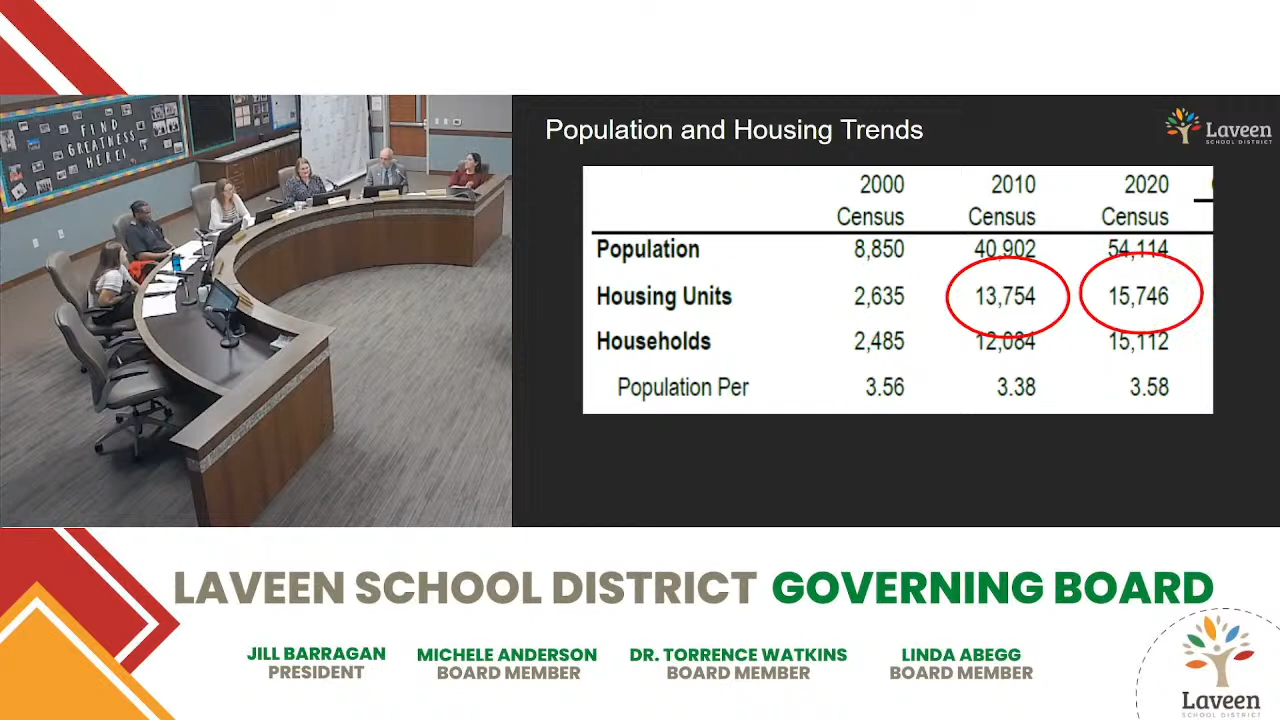 FIND
GREATNESS
HERE!
Population and Housing Trends
Laveen
SCHOOL DISTRICT
2000 2010 2020
Census Census Census
Population 8,850 40,902 54,114
Housing Units 2,635 13,754 15,746
Households 2,485 12,084 15,112
Population Per 3.56 3.38 3.58
LAVEEN SCHOOL DISTRICT GOVERNING BOARD
JILL BARRAGAN MICHELE ANDERSON DR. TORRENCE WATKINS LINDA ABEGG
PRESIDENT BOARD MEMBER BOARD MEMBER BOARD MEMBER
Laveen
SCHOOL DISTRICT